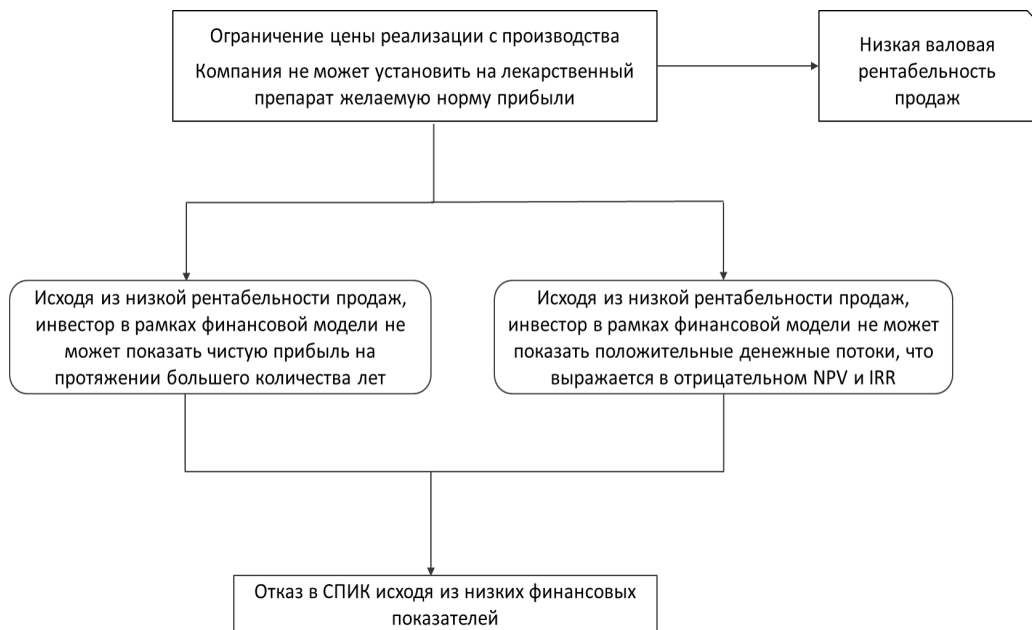 Ограничение цены реализации с производства
Компания не может установить на лекарственный
препарат желаемую норму прибыли
Низкая валовая
рентабельность
продаж
Исходя из низкой рентабельности продаж,
инвестор в рамках финансовой модели не
может показать чистую прибыль на
протяжении большего количества лет
Исходя из низкой рентабельности продаж,
инвестор в рамках финансовой модели не может
показать положительные денежные потоки, что
выражается в отрицательном NPV и IRR
Отказ в СПИК исходя из низких финансовых
показателей